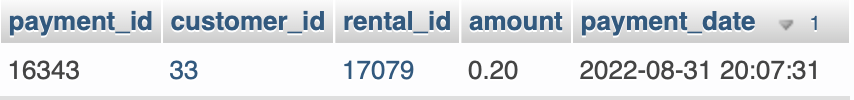 payment_id customer_id rental_id amount payment_date 1
16343 33 17079 0.20 2022-08-31 20:07:31